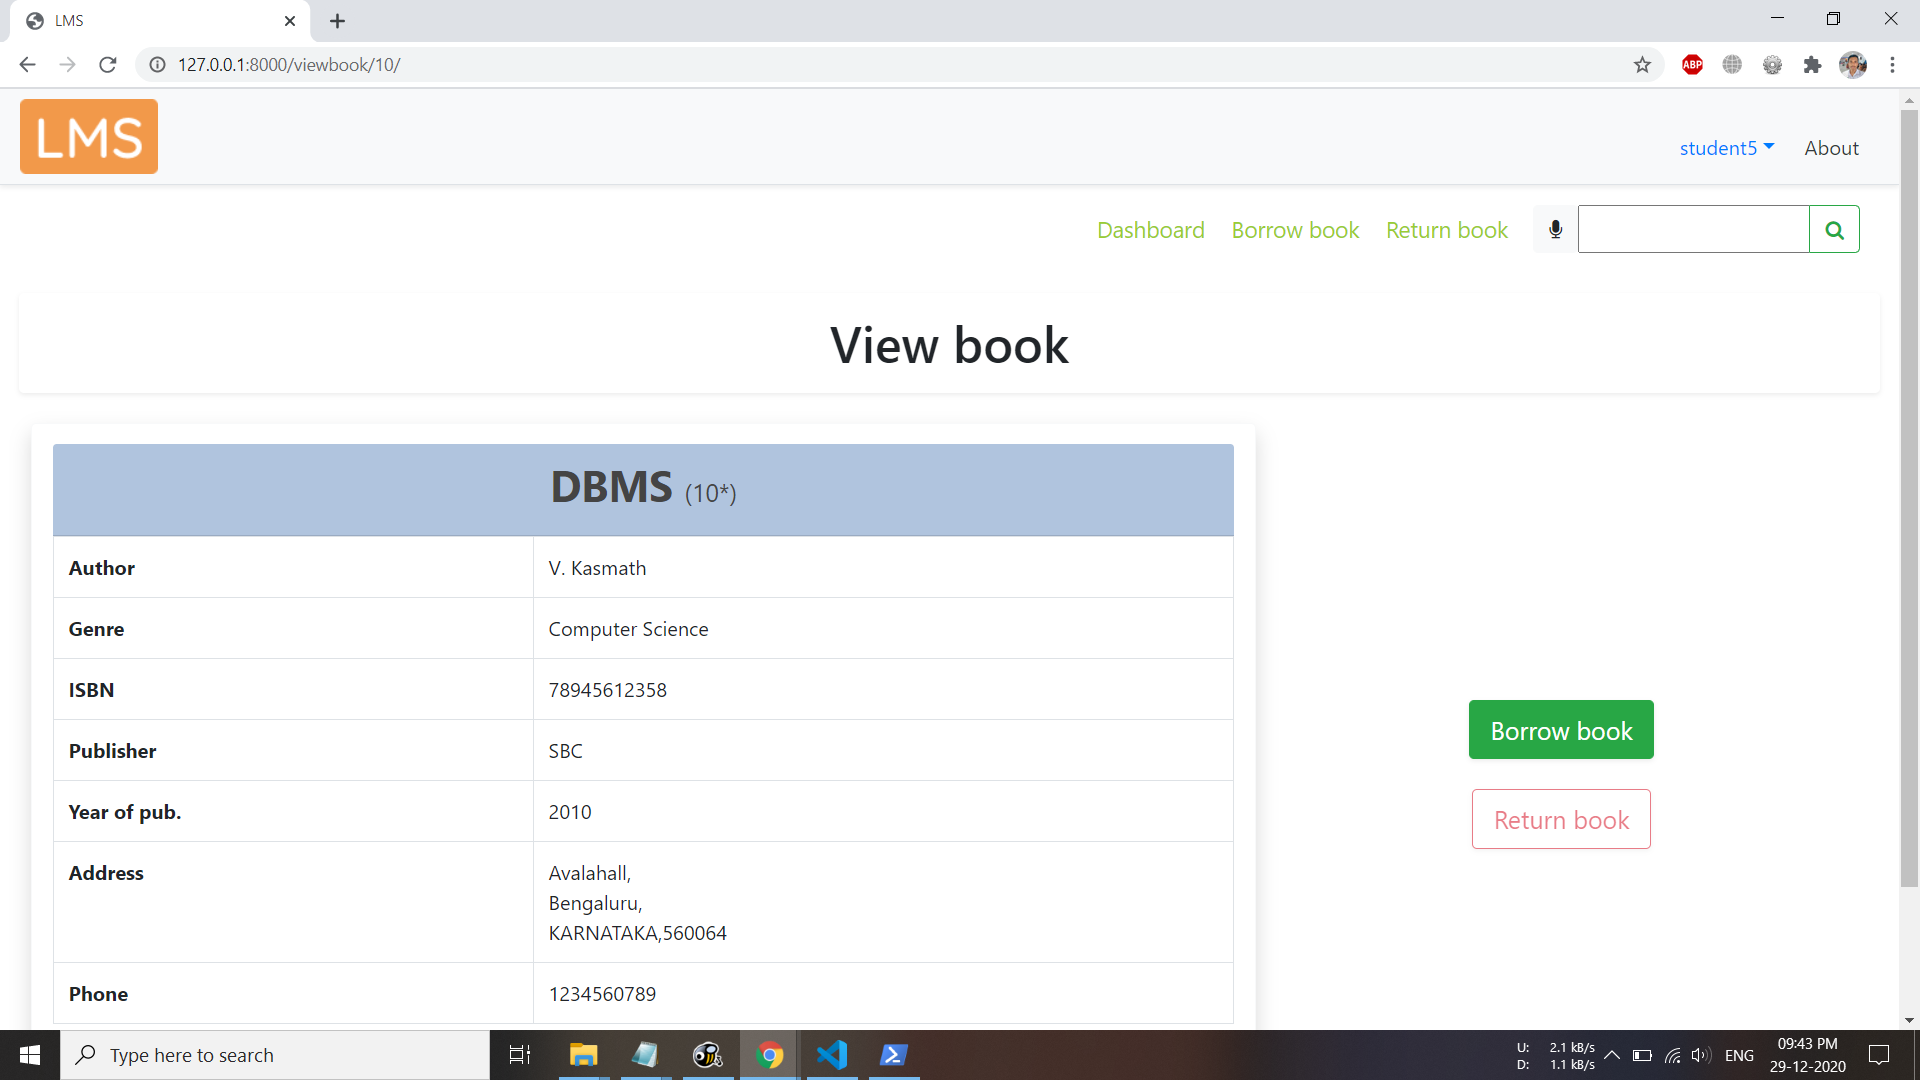 LMS
127.0.0.1:8000/viewbook/10/
ABP
LMS
student5
About
Dashboard
Borrow book
Return book
View book
DBMS (10*)
Author V. Kasmath
Genre Computer Science
ISBN 78945612358
Publisher SBC
Year of pub. 2010
Address Avalahall,
Bengaluru,
KARNATAKA,560064
Phone 1234560789
Borrow book
Return book
Type here to search
U: 2.1 kB/s
D: 1.1 kB/s
ENG
09:43 PM
29-12-2020